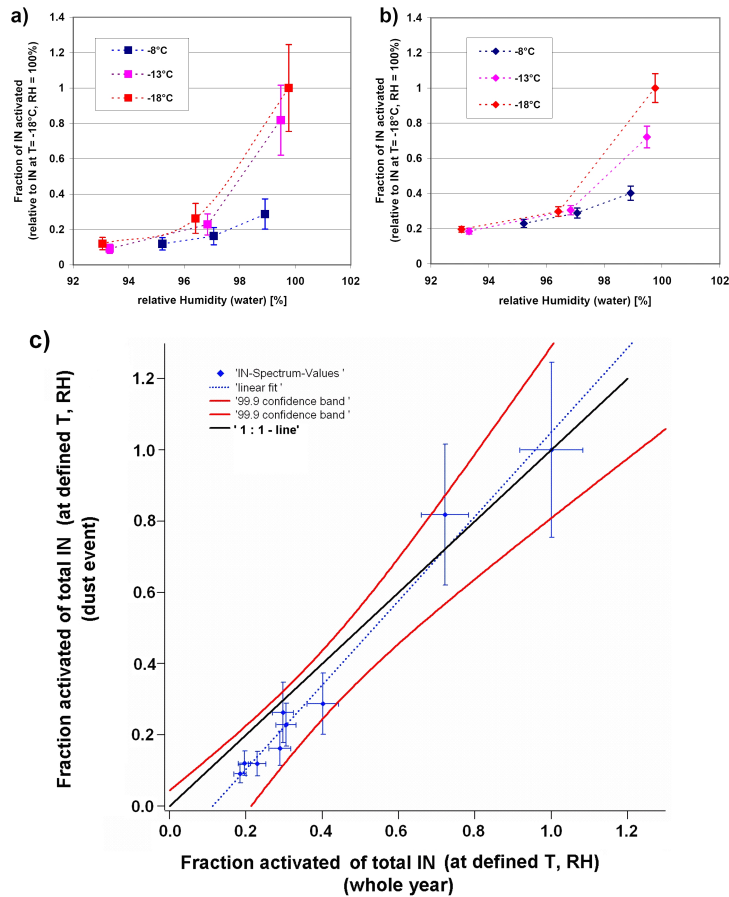 a)
Fraction of IN activated
(relative to IN at T= -18°C, RH = 100%)
1.4
1.2
1
0.8
0.6
0.4
0.2
0
-8°C
-13°C
-18°C
92 94 96 98 100 102
relative Humidity (water) [%]
b)
Fraction of IN activated
(relative to IN at T= -18°C, RH = 100%)
1.4
1.2
1
0.8
0.6
0.4
0.2
0
-8°C
-13°C
-18°C
92 94 96 98 100 102
relative Humidity (water) [%]
c)
Fraction activated of total IN (at defined T, RH)
(dust event)
1.2
1.0
0.8
0.6
0.4
0.2
0.0
'IN-Spectrum-Values '
'linear fit '
'99.9 confidence band '
'99.9 confidence band '
' 1 : 1 - line'
0.0 0.2 0.4 0.6 0.8 1.0 1.2
Fraction activated of total IN (at defined T, RH)
(whole year)